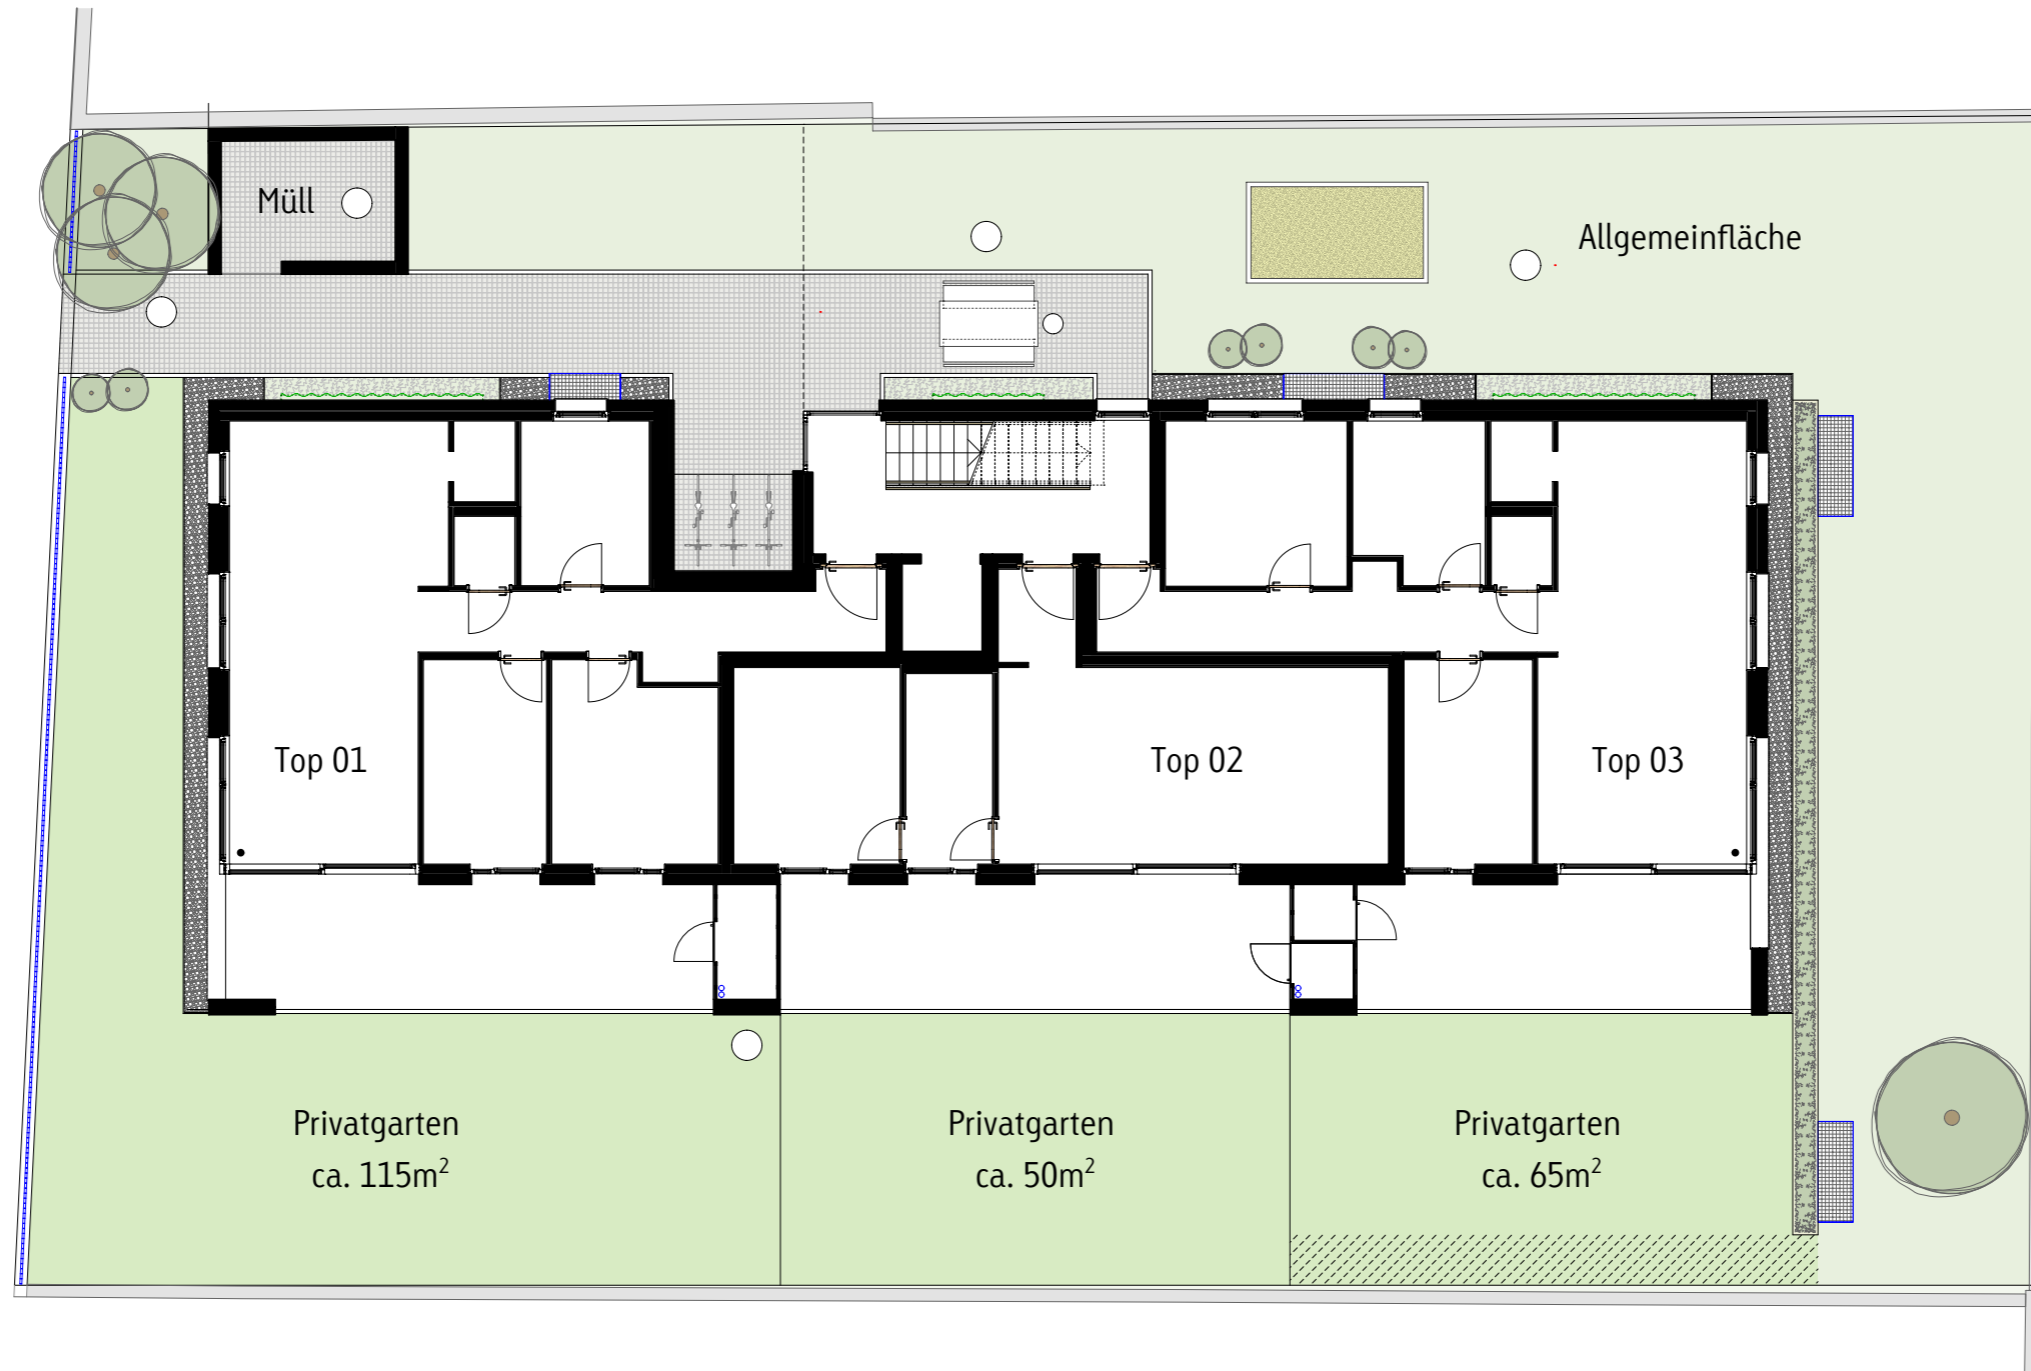 Müll
Allgemeinfläche
Top 01
Top 02
Top 03
Privatgarten
ca. 115m²
Privatgarten
ca. 50m²
Privatgarten
ca. 65m²